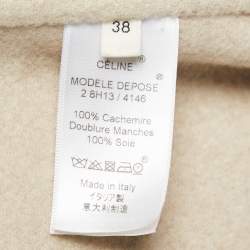 38
CÉLINE
MODELE DEPOSE
2 8H13 / 4146
100% Cachemire
Doublure Manches
100% Soie
Made in Italy
イタリア製
意大利制造